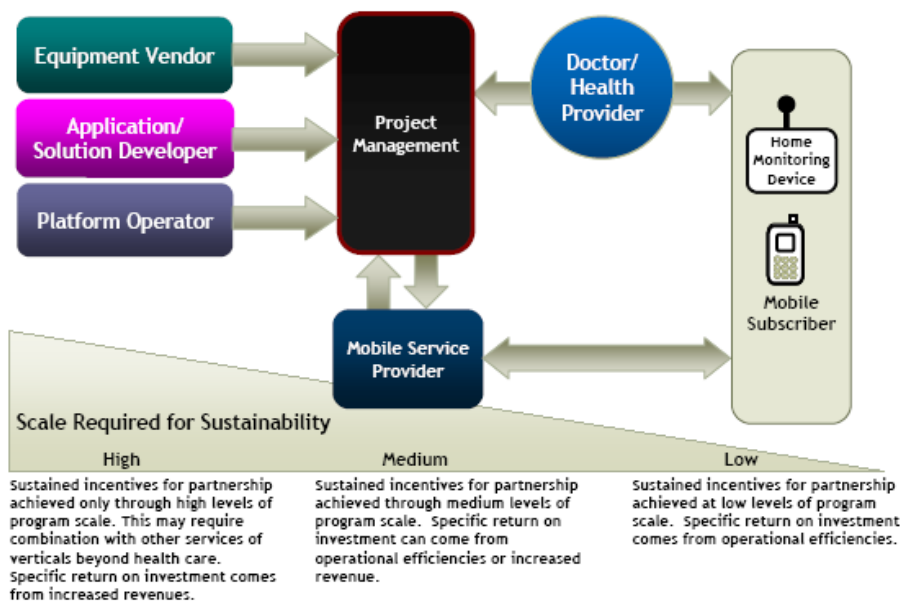 Equipment Vendor
Application/
Solution Developer
Platform Operator
Project
Management
Doctor/
Health
Provider
Home
Monitoring
Device
Mobile
Subscriber
Mobile Service
Provider
Scale Required for Sustainability
High
Sustained incentives for partnership
achieved only through high levels of
program scale. This may require
combination with other services of
verticals beyond health care.
Specific return on investment comes
from increased revenues.
Medium
Sustained incentives for partnership
achieved through medium levels of
program scale.  Specific return on
investment can come from
operational efficiencies or increased
revenue.
Low
Sustained incentives for partnership
achieved at low levels of program
scale.  Specific return on investment
comes from operational efficiencies.